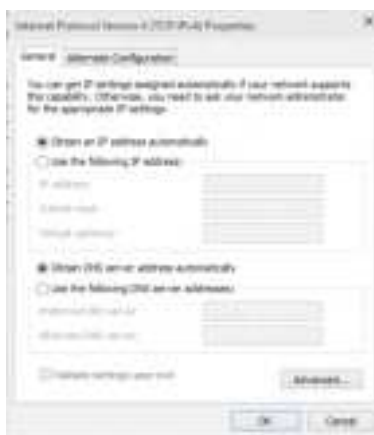 Internet Protocol Version 4 (TCP/IPv4) Properties
General
Alternate Configuration
You can get IP settings assigned automatically if your network supports
this capability. Otherwise, you need to ask your network administrator
for the appropriate IP settings.
Obtain an IP address automatically
Use the following IP address:
IP address:
Subnet mask:
Default gateway:
Obtain DNS server address automatically
Use the following DNS server addresses:
Preferred DNS server:
Alternate DNS server:
Validate settings upon exit
Advanced...
OK
Cancel